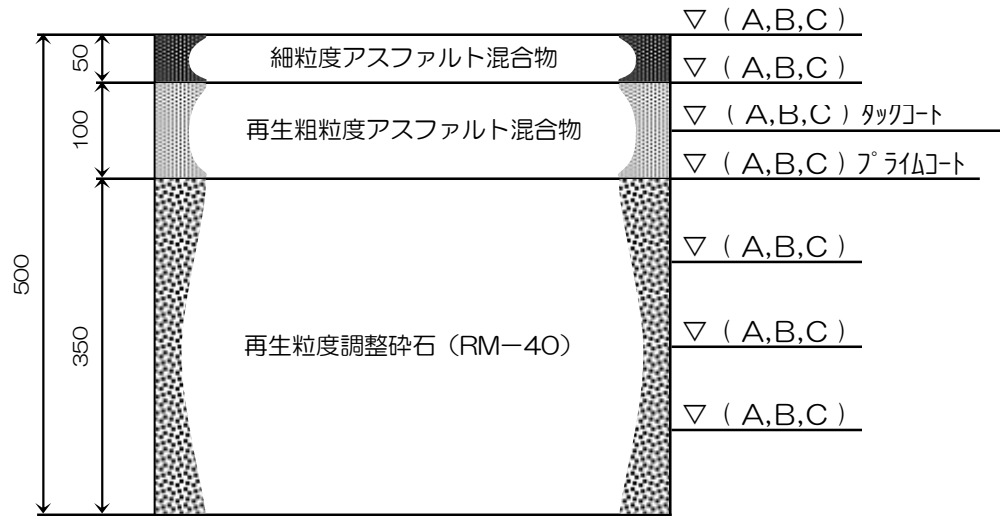 ▽（A,B,C）
50
細粒度アスファルト混合物
▽（A,B,C）
100
再生粗粒度アスファルト混合物
▽（A,B,C）ﾀｯｸｺｰﾄ
▽（A,B,C）ﾌﾟﾗｲﾑｺｰﾄ
▽（A,B,C）
500
350
再生粒度調整砕石（RM－40）
▽（A,B,C）
▽（A,B,C）